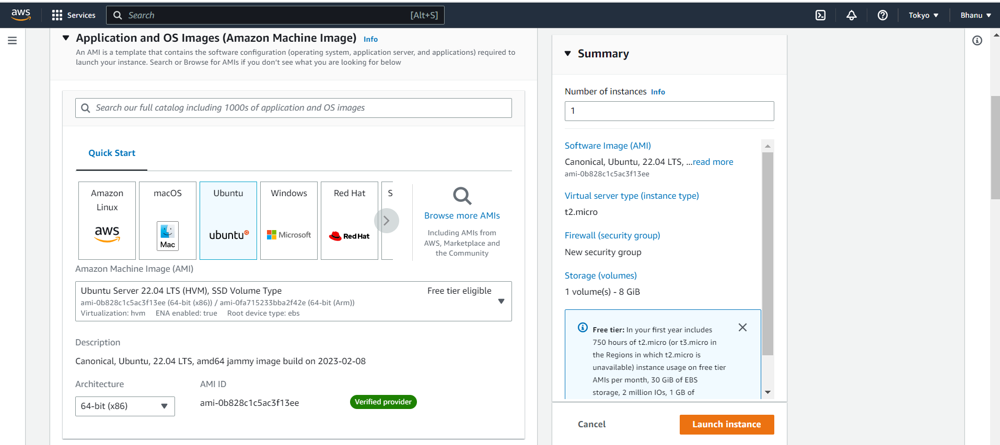 aws
Services
Search [Alt+S]
Tokyo
Bhanu
Application and OS Images (Amazon Machine Image) Info
An AMI is a template that contains the software configuration (operating system, application server, and applications) required to
launch your instance. Search or Browse for AMIs if you don't see what you are looking for below
Search our full catalog including 1000s of application and OS images
Quick Start
Amazon
Linux
aws
macOS
Mac
Ubuntu
ubuntu
Windows
Microsoft
Red Hat
Red Hat
S
Browse more AMIs
Including AMIs from
AWS, Marketplace and
the Community
Amazon Machine Image (AMI)
Ubuntu Server 22.04 LTS (HVM), SSD Volume Type
Free tier eligible
ami-0b828c1c5ac3f13ee (64-bit (x86)) / ami-0fa715233bba2f42e (64-bit (Arm))
Virtualization: hvm ENA enabled: true Root device type: ebs
Description
Canonical, Ubuntu, 22.04 LTS, amd64 jammy image build on 2023-02-08
Architecture
64-bit (x86)
AMI ID
ami-0b828c1c5ac3f13ee
Verified provider
Summary
Number of instances Info
1
Software Image (AMI)
Canonical, Ubuntu, 22.04 LTS, ...read more
ami-0b828c1c5ac3f13ee
Virtual server type (instance type)
t2.micro
Firewall (security group)
New security group
Storage (volumes)
1 volume(s) - 8 GiB
Free tier: In your first year includes
750 hours of t2.micro (or t3.micro in
the Regions in which t2.micro is
unavailable) instance usage on free tier
AMIs per month, 30 GiB of EBS
storage, 2 million IOs, 1 GB of
Cancel
Launch instance